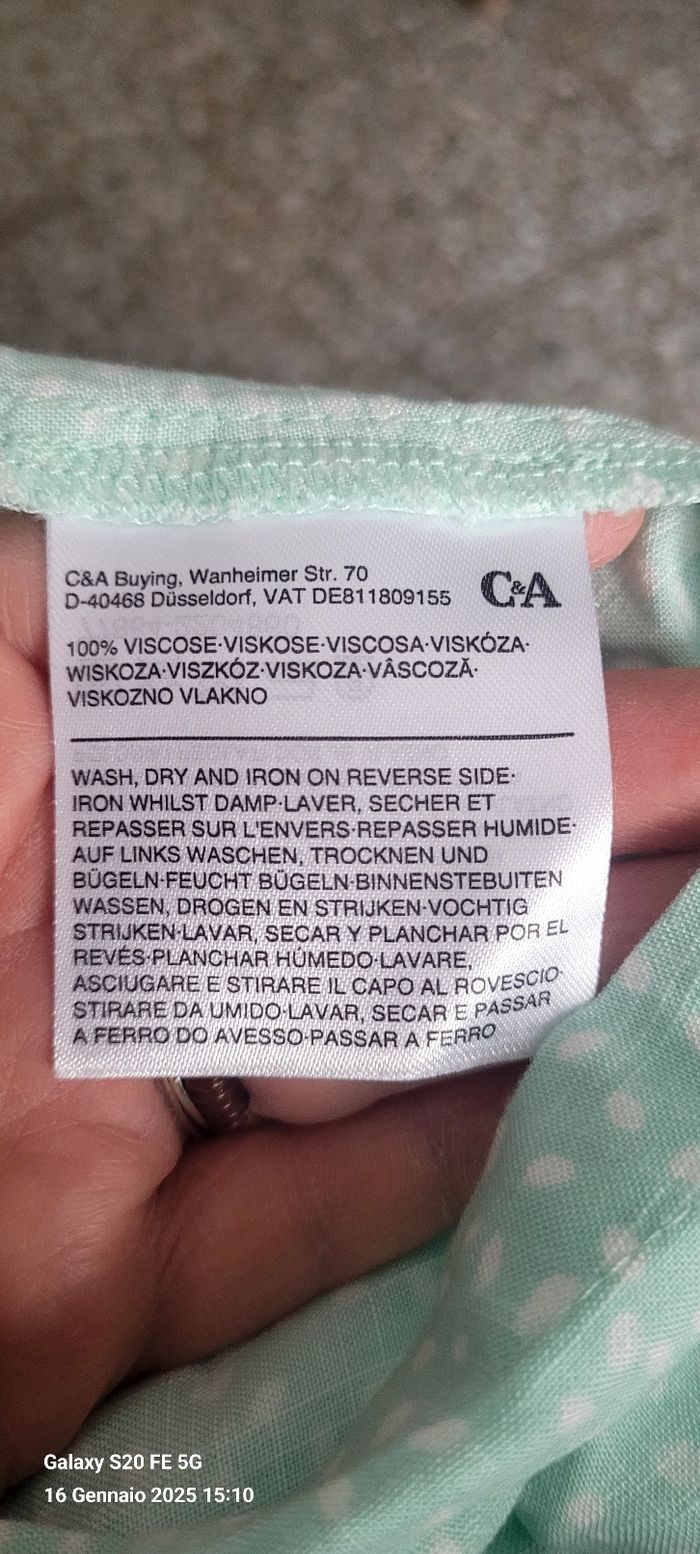 C&A Buying, Wanheimer Str. 70
D-40468 Düsseldorf, VAT DE811809155
C&A
100% VISCOSE·VISKOSE·VISCOSA·VISKÓZA·
WISKOZA·VISZKÓZ·VISKOZA·VÂSCOZĂ·
VISKOZNO VLAKNO
WASH, DRY AND IRON ON REVERSE SIDE·
IRON WHILST DAMP·LAVER, SECHER ET
REPASSER SUR L'ENVERS·REPASSER HUMIDE·
AUF LINKS WASCHEN, TROCKNEN UND
BÜGELN·FEUCHT BÜGELN·BINNENSTEBUITEN
WASSEN, DROGEN EN STRIJKEN·VOCHTIG
STRIJKEN·LAVAR, SECAR Y PLANCHAR POR EL
REVÉS·PLANCHAR HÚMEDO·LAVARE,
ASCIUGARE E STIRARE IL CAPO AL ROVESCIO·
STIRARE DA UMIDO·LAVAR, SECAR E PASSAR
A FERRO DO AVESSO·PASSAR A FERRO
Galaxy S20 FE 5G
16 Gennaio 2025 15:10